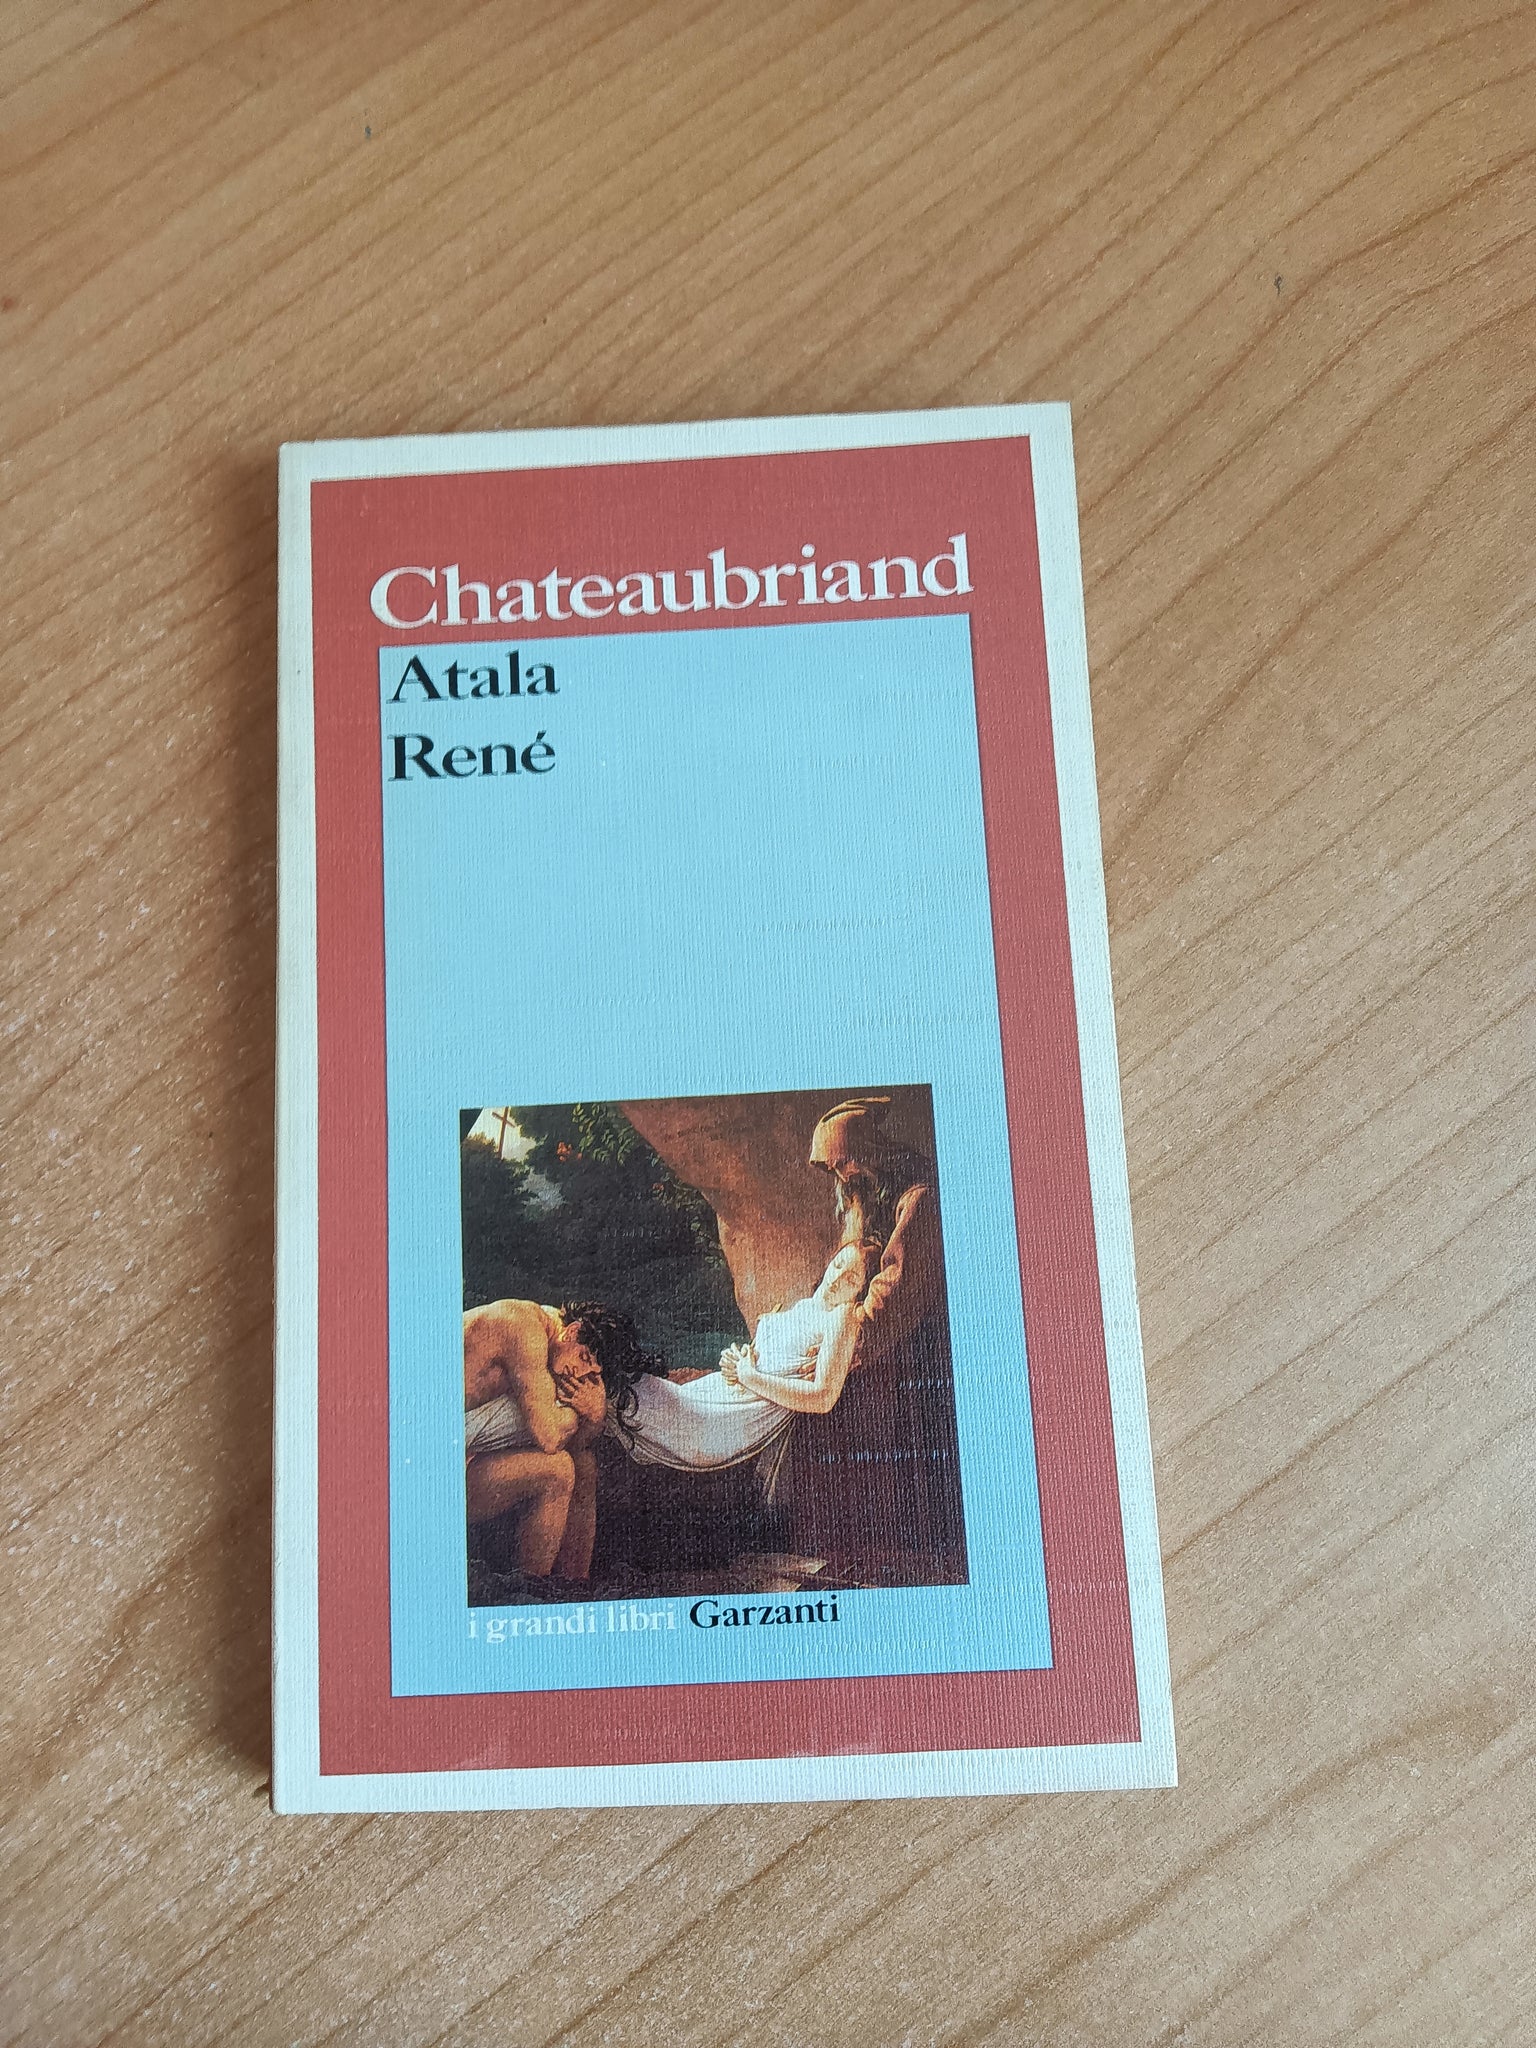 Chateaubriand
Atala
René
i grandi libri Garzanti